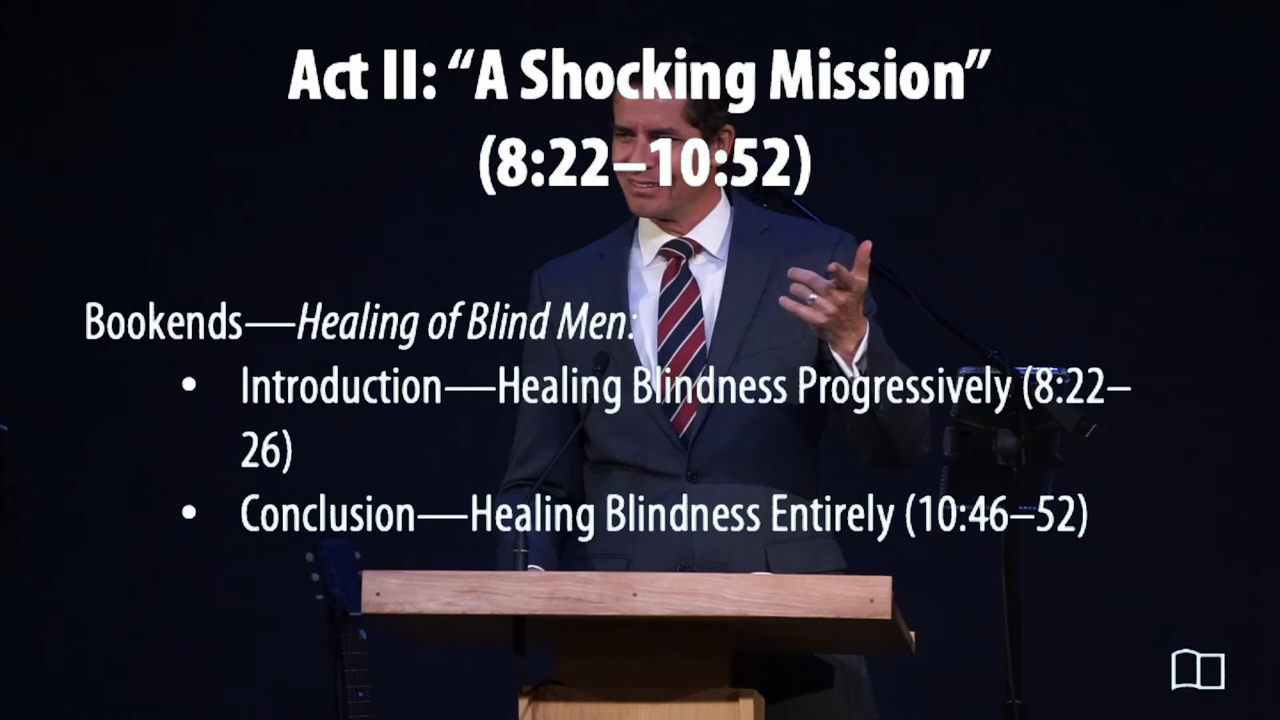 Act II: “A Shocking Mission”
(8:22–10:52)
Bookends—Healing of Blind Men:
• Introduction—Healing Blindness Progressively (8:22–
26)
• Conclusion—Healing Blindness Entirely (10:46–52)